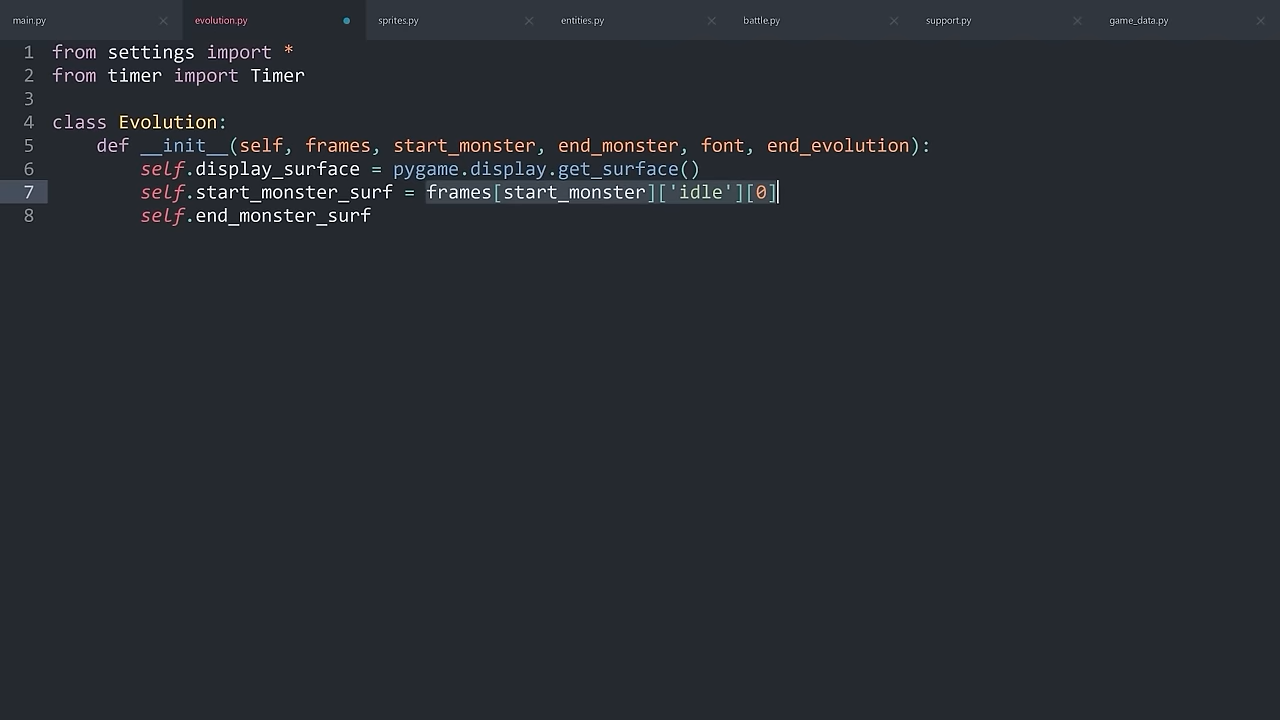 main.py evolution.py sprites.py entities.py battle.py support.py game_data.py
1 from settings import *
2 from timer import Timer
3
4 class Evolution:
5     def __init__(self, frames, start_monster, end_monster, font, end_evolution):
6         self.display_surface = pygame.display.get_surface()
7         self.start_monster_surf = frames[start_monster]['idle'][0]
8         self.end_monster_surf